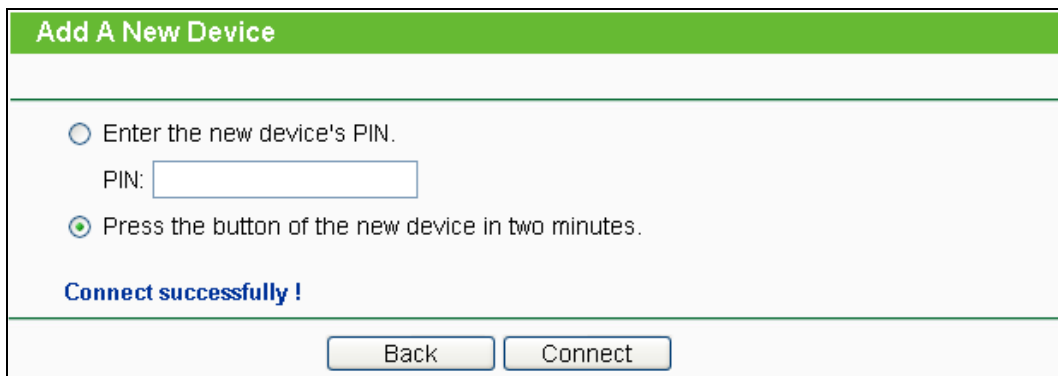 Add A New Device
Enter the new device's PIN.
PIN:
Press the button of the new device in two minutes.
Connect successfully !
Back Connect